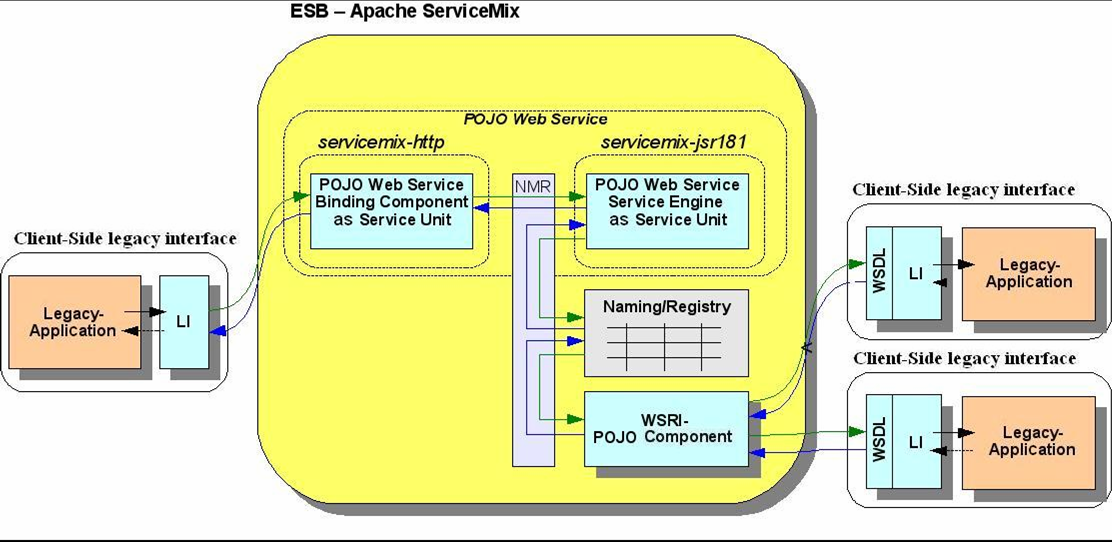 ESB – Apache ServiceMix
POJO Web Service
servicemix-http
servicemix-jsr181
POJO Web Service
Binding Component
as Service Unit
NMR
POJO Web Service
Service Engine
as Service Unit
Client-Side legacy interface
Legacy-
Application
LI
Naming/Registry
WSRI-
POJO Component
Client-Side legacy interface
WSDL
LI
Legacy-
Application
Client-Side legacy interface
WSDL
LI
Legacy-
Application